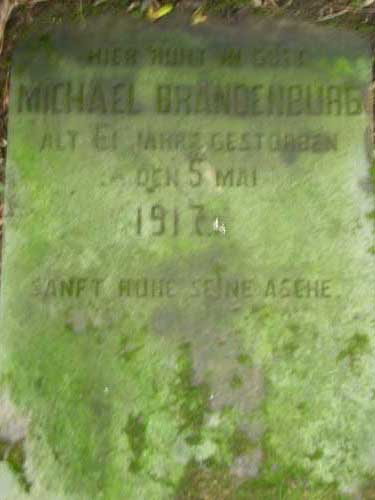 HIER RUHT IN GOTT
MICHAEL BRANDENBURG
ALT 61 JAHRE GESTORBEN
DEN 5 MAI
1917.
SANFT RUHE SEINE ASCHE.